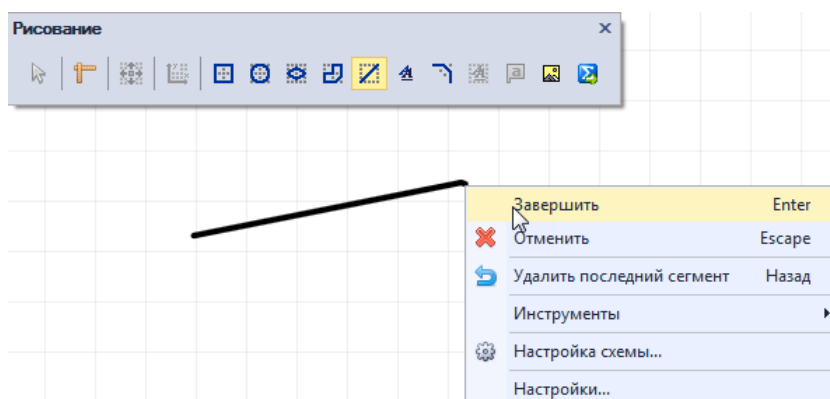 Рисование
Завершить Enter
Отменить Escape
Удалить последний сегмент Назад
Инструменты
Настройка схемы...
Настройки...